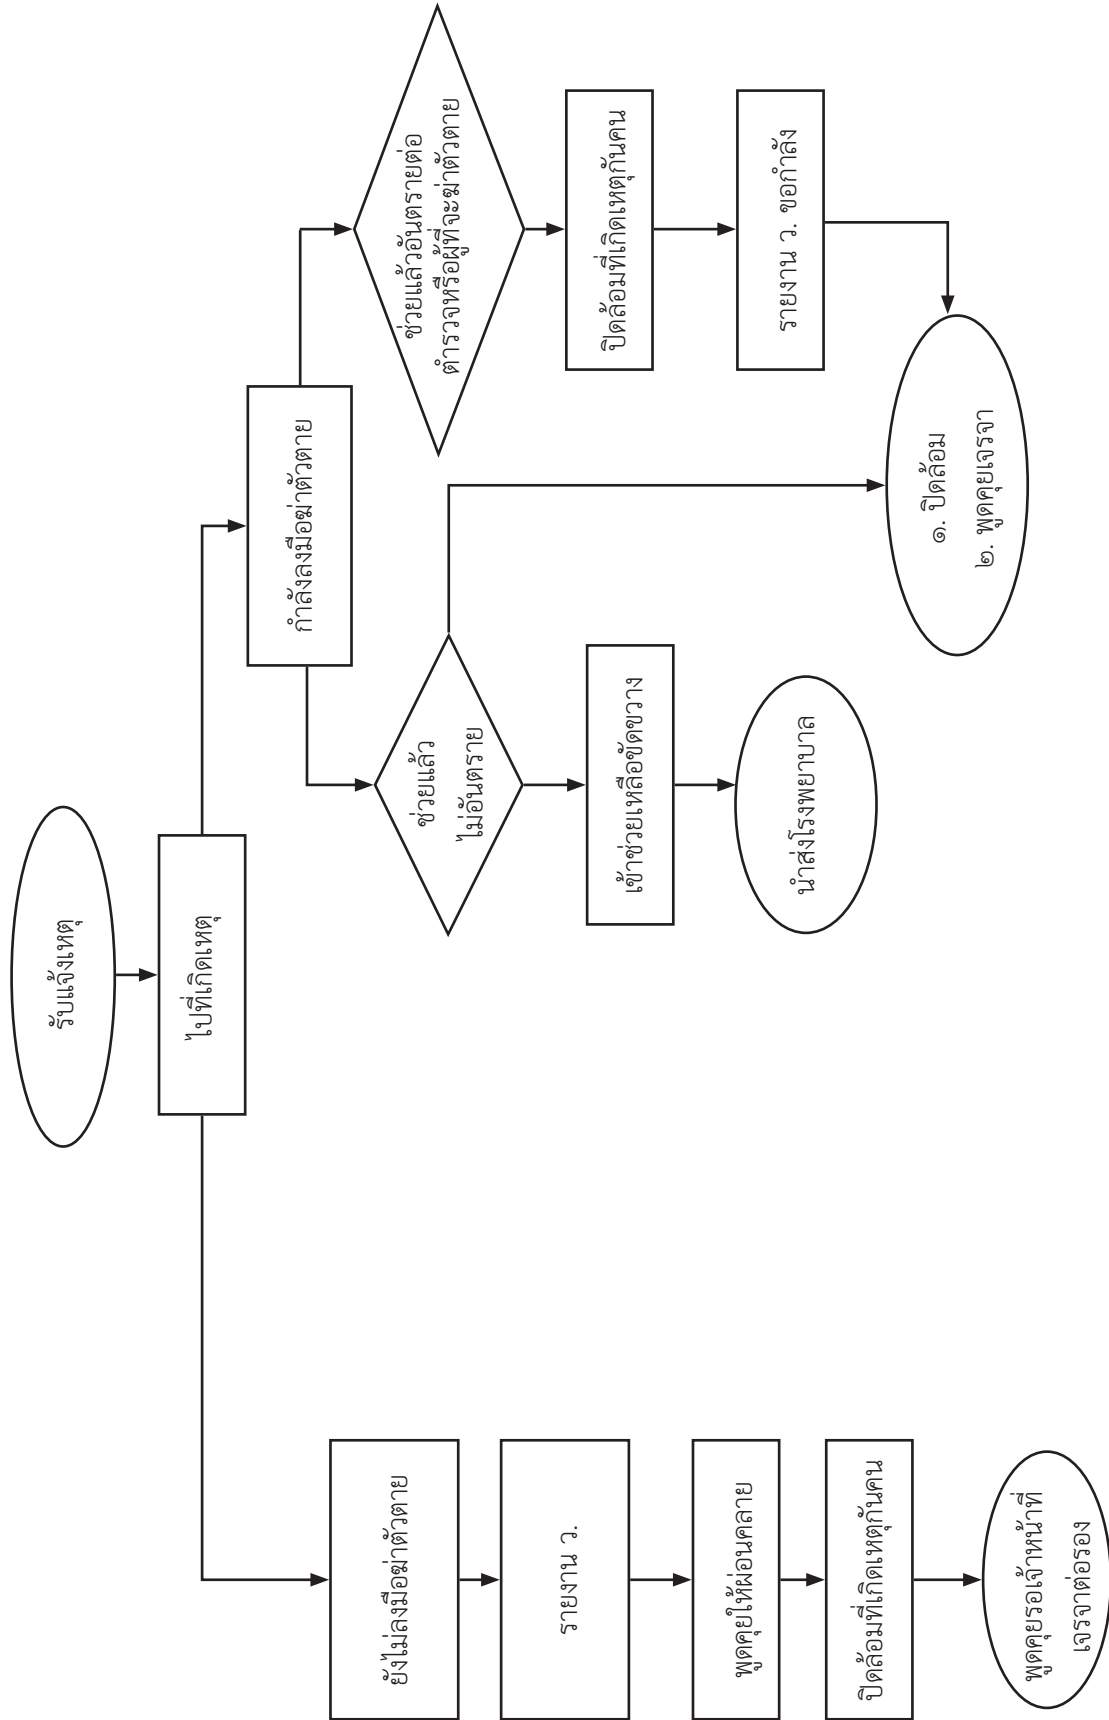 รับแจ้งเหตุ
ไปที่เกิดเหตุ
ยังไม่ลงมือฆ่าตัวตาย
รายงาน ว.
พูดคุยให้ผ่อนคลาย
ปิดล้อมที่เกิดเหตุกันคน
พูดคุยรอเจ้าหน้าที่
เจรจาต่อรอง
กำลังลงมือฆ่าตัวตาย
ช่วยแล้ว
ไม่อันตราย
เข้าช่วยเหลือขัดขวาง
นำส่งโรงพยาบาล
ช่วยแล้วอันตรายต่อ
ตำรวจหรือผู้ที่จะฆ่าตัวตาย
ปิดล้อมที่เกิดเหตุกันคน
รายงาน ว. ขอกำลัง
๑. ปิดล้อม
๒. พูดคุยเจรจา